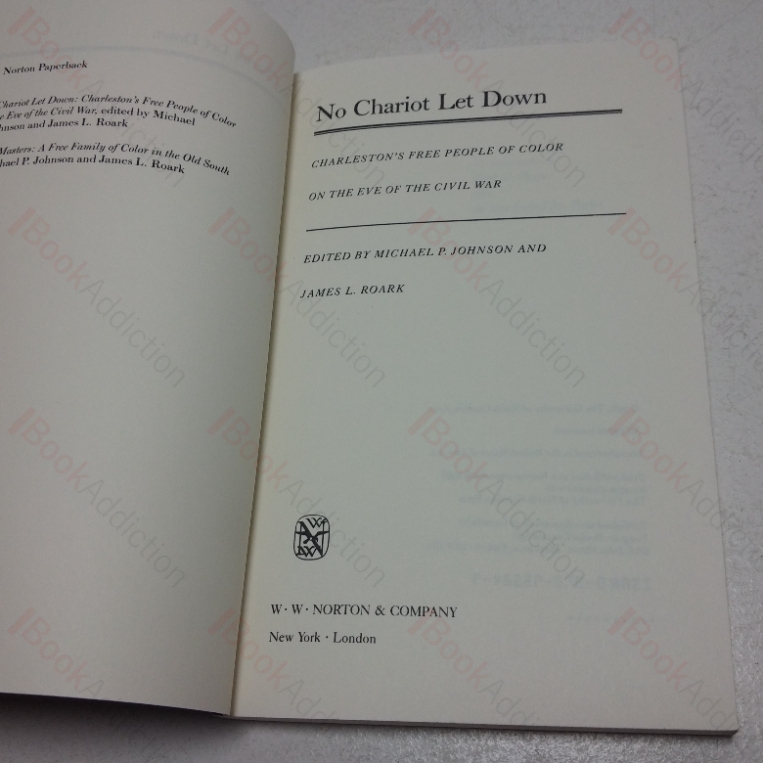 Norton Paperback
Chariot Let Down: Charleston's Free People of Color
Eve of the Civil War, edited by Michael
and James L. Roark
Masters: A Free Family of Color in the Old South
P. Johnson and James L. Roark
No Chariot Let Down
CHARLESTON'S FREE PEOPLE OF COLOR
ON THE EVE OF THE CIVIL WAR
EDITED BY MICHAEL P. JOHNSON AND
JAMES L. ROARK
W · W · NORTON & COMPANY
New York · London
BookAddiction